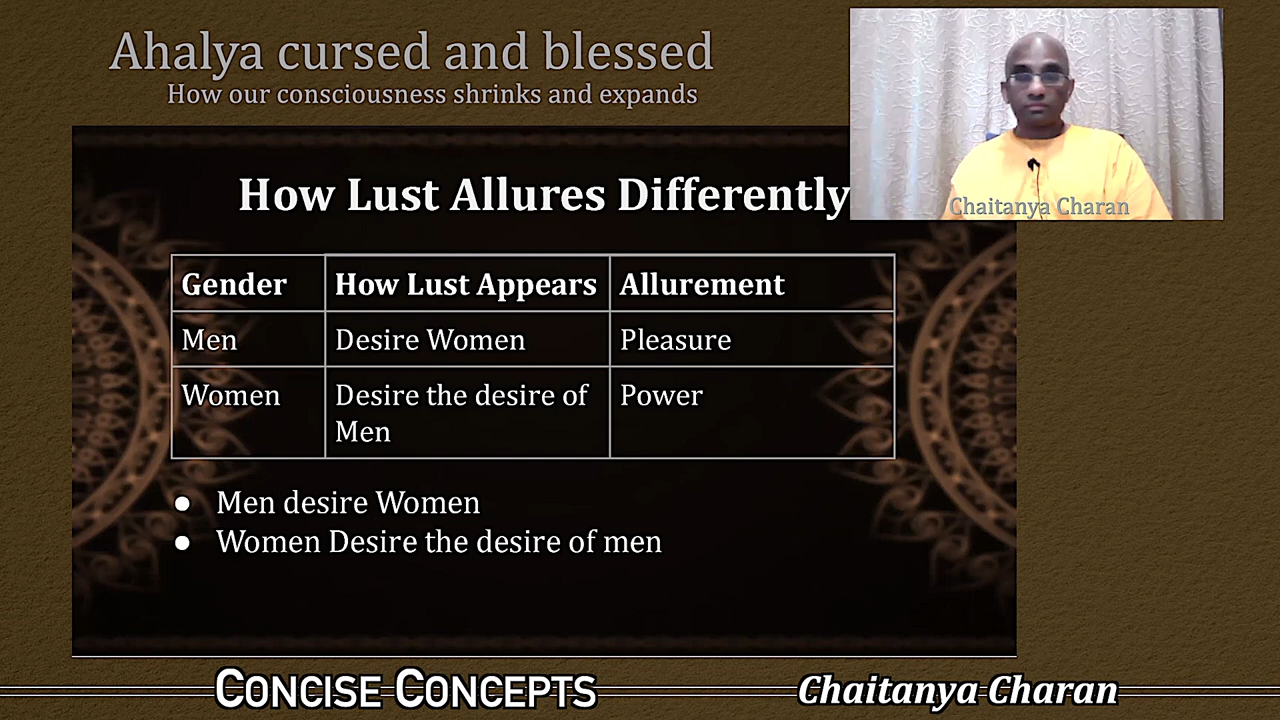 Ahalya cursed and blessed
How our consciousness shrinks and expands
Chaitanya Charan
How Lust Allures Differently
Gender How Lust Appears Allurement
Men Desire Women Pleasure
Women Desire the desire of Power
Men
● Men desire Women
● Women Desire the desire of men
CONCISE CONCEPTS Chaitanya Charan